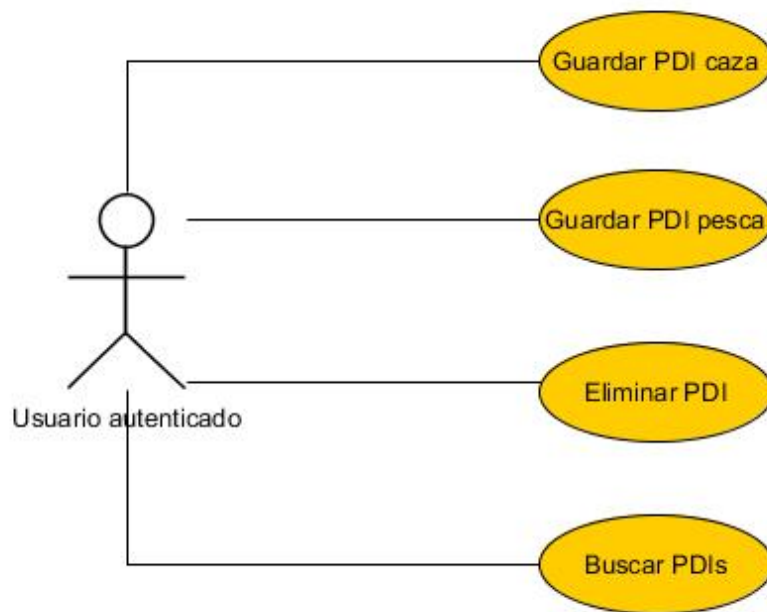 Guardar PDI caza
Guardar PDI pesca
Eliminar PDI
Usuario autenticado
Buscar PDIs